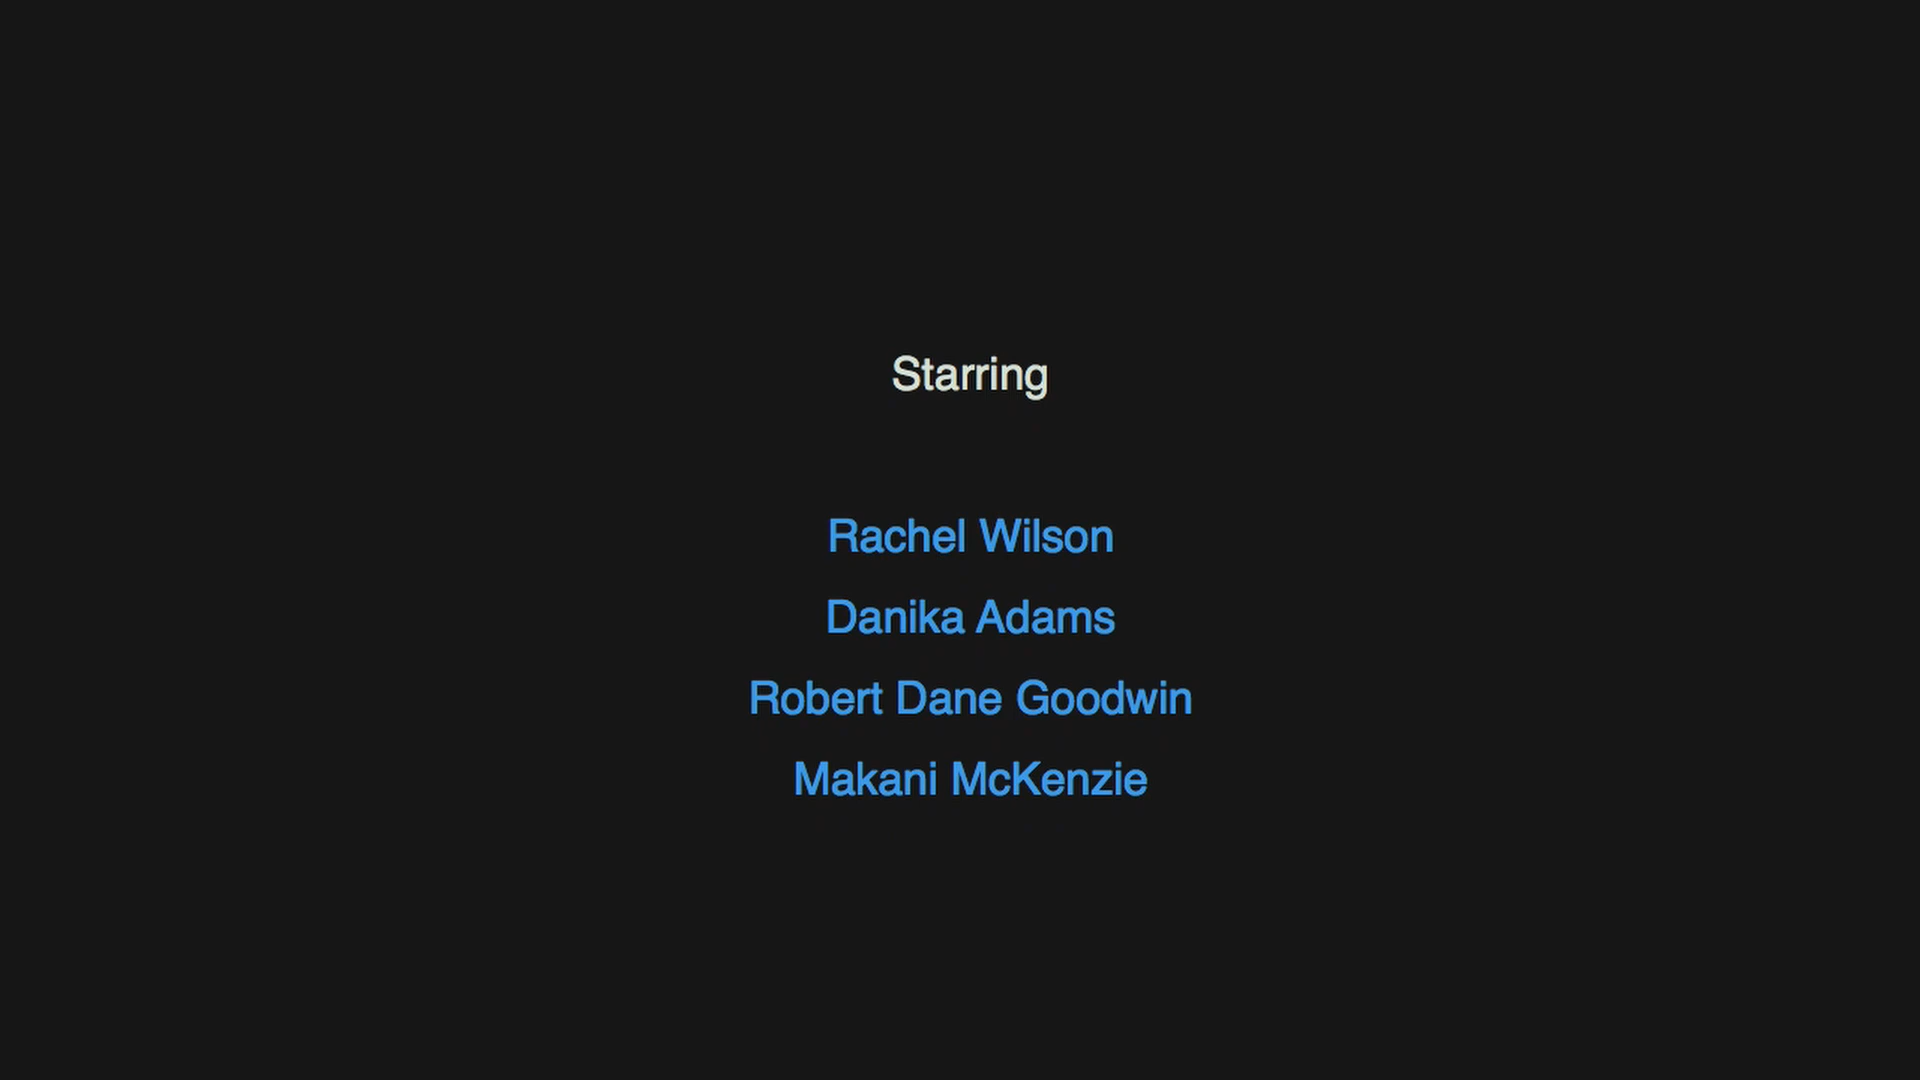 Starring
Rachel Wilson
Danika Adams
Robert Dane Goodwin
Makani McKenzie